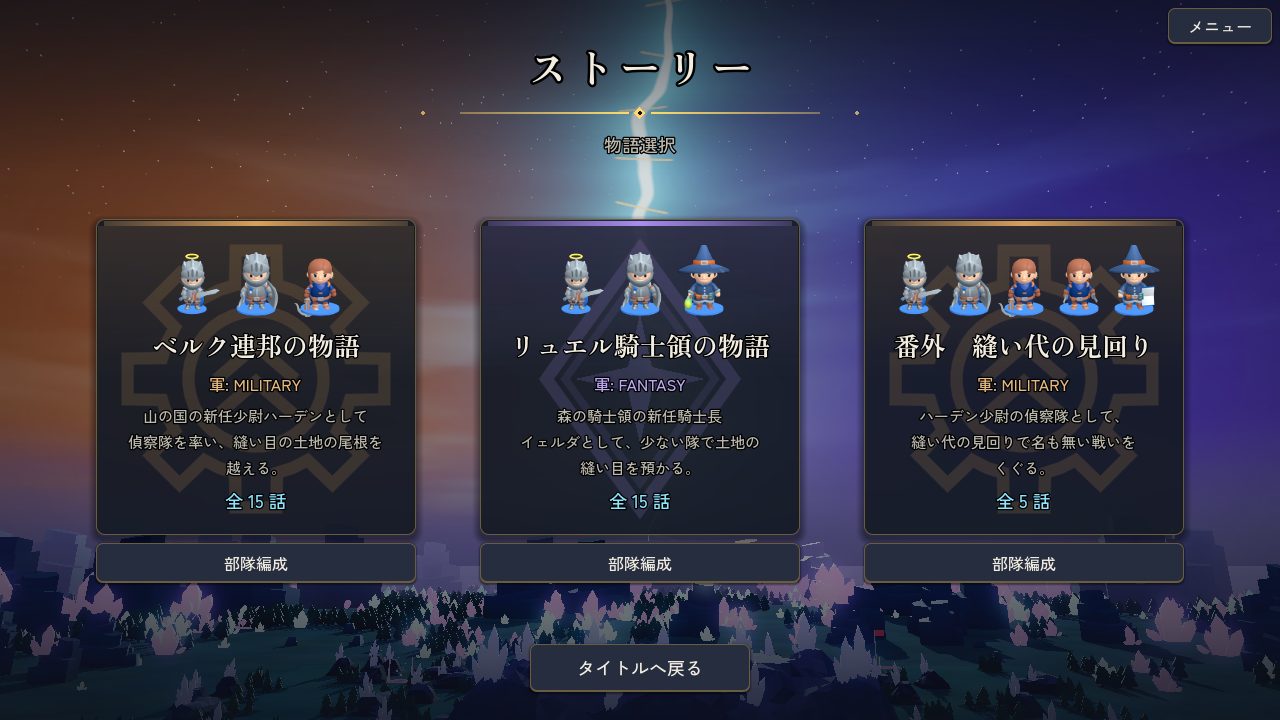 メニュー
ストーリー
物語選択
ベルク連邦の物語
軍: MILITARY
山の国の新任少尉ハーデンとして
偵察隊を率い、縫い目の土地の尾根を
越える。
全 15 話
部隊編成
リュエル騎士領の物語
軍: FANTASY
森の騎士領の新任騎士長
イェルダとして、少ない隊で土地の
縫い目を預かる。
全 15 話
部隊編成
番外　縫い代の見回り
軍: MILITARY
ハーデン少尉の偵察隊として、
縫い代の見回りで名も無い戦いを
くぐる。
全 5 話
部隊編成
タイトルへ戻る